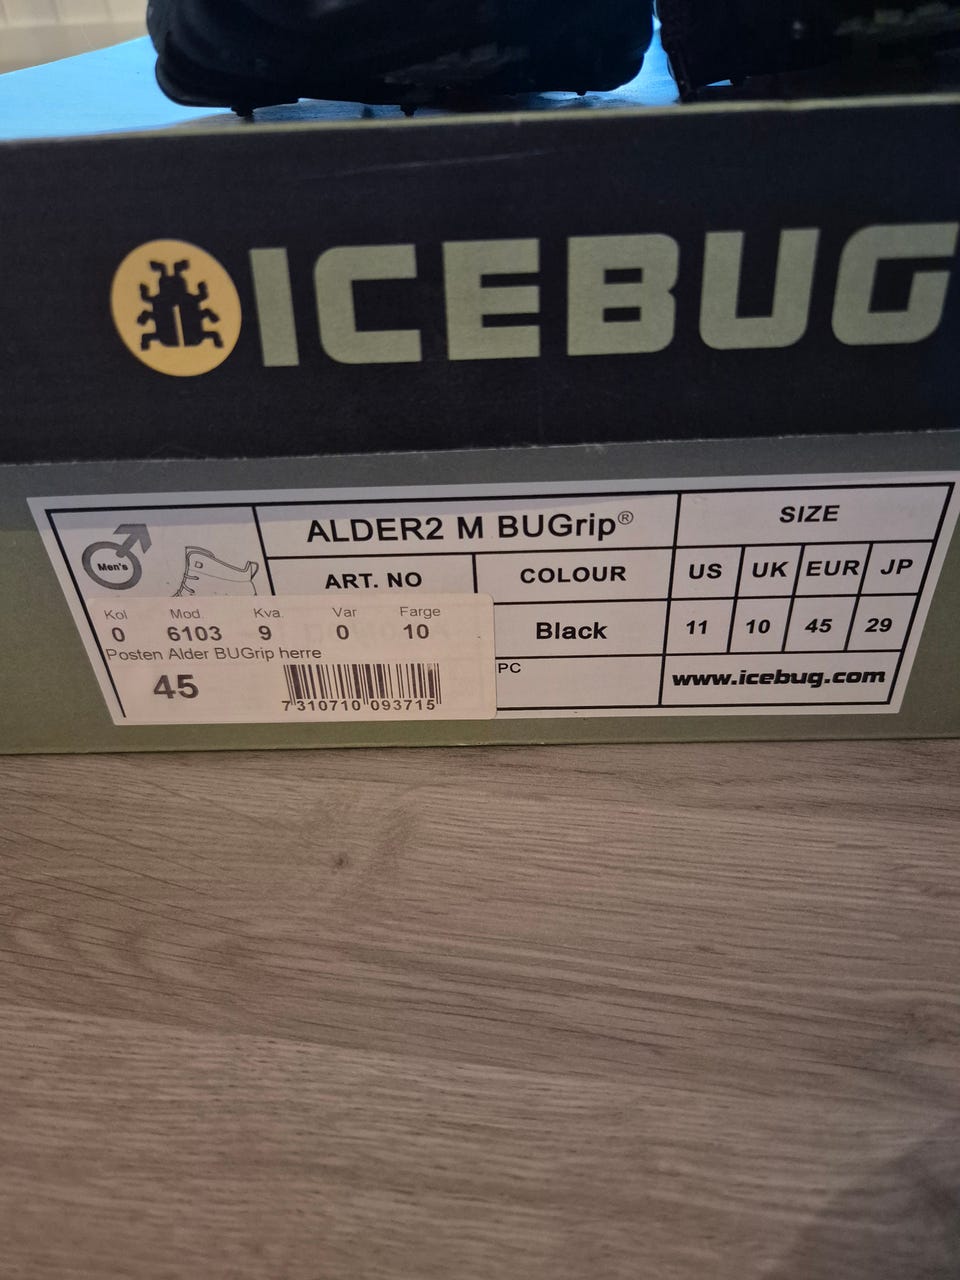 ICEBUG
Men's
ALDER2 M BUGrip®
SIZE
ART. NO
COLOUR
US UK EUR JP
Black
11 10 45 29
PC
www.icebug.com
Kol Mod. Kva. Var Farge
0 6103 9 0 10
Posten Alder BUGrip herre
45
7 310710 093715